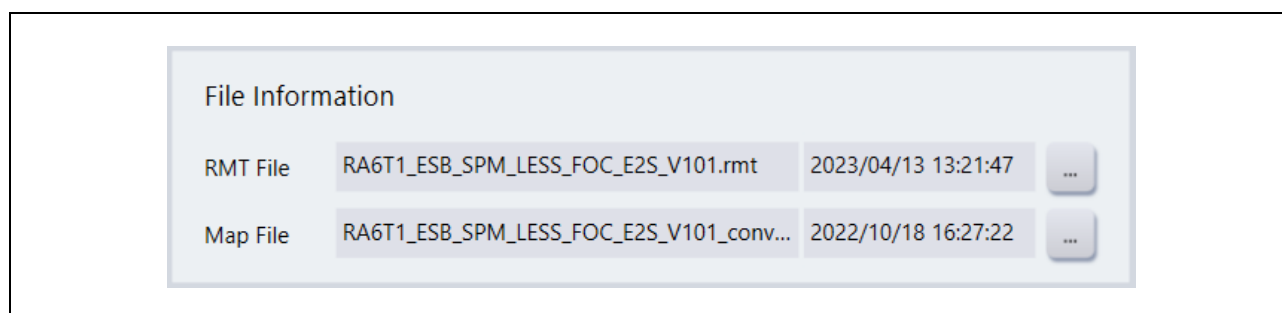 File Information
RMT File RA6T1_ESB_SPM_LESS_FOC_E2S_V101.rmt 2023/04/13 13:21:47 ...
Map File RA6T1_ESB_SPM_LESS_FOC_E2S_V101_conv... 2022/10/18 16:27:22 ...